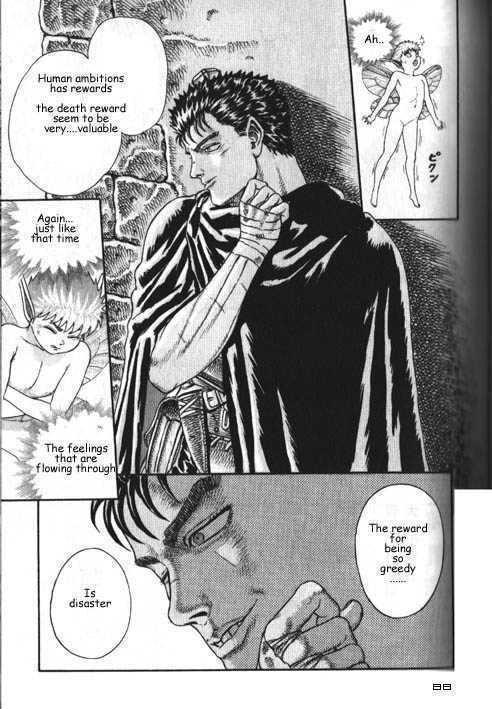 Ah..
ピクン
Human ambitions
has rewards
the death reward
seem to be
very....valuable
Again...
just like
that time
The feelings
that are
flowing through
The reward
for
being
so
greedy
......
Is
disaster
88